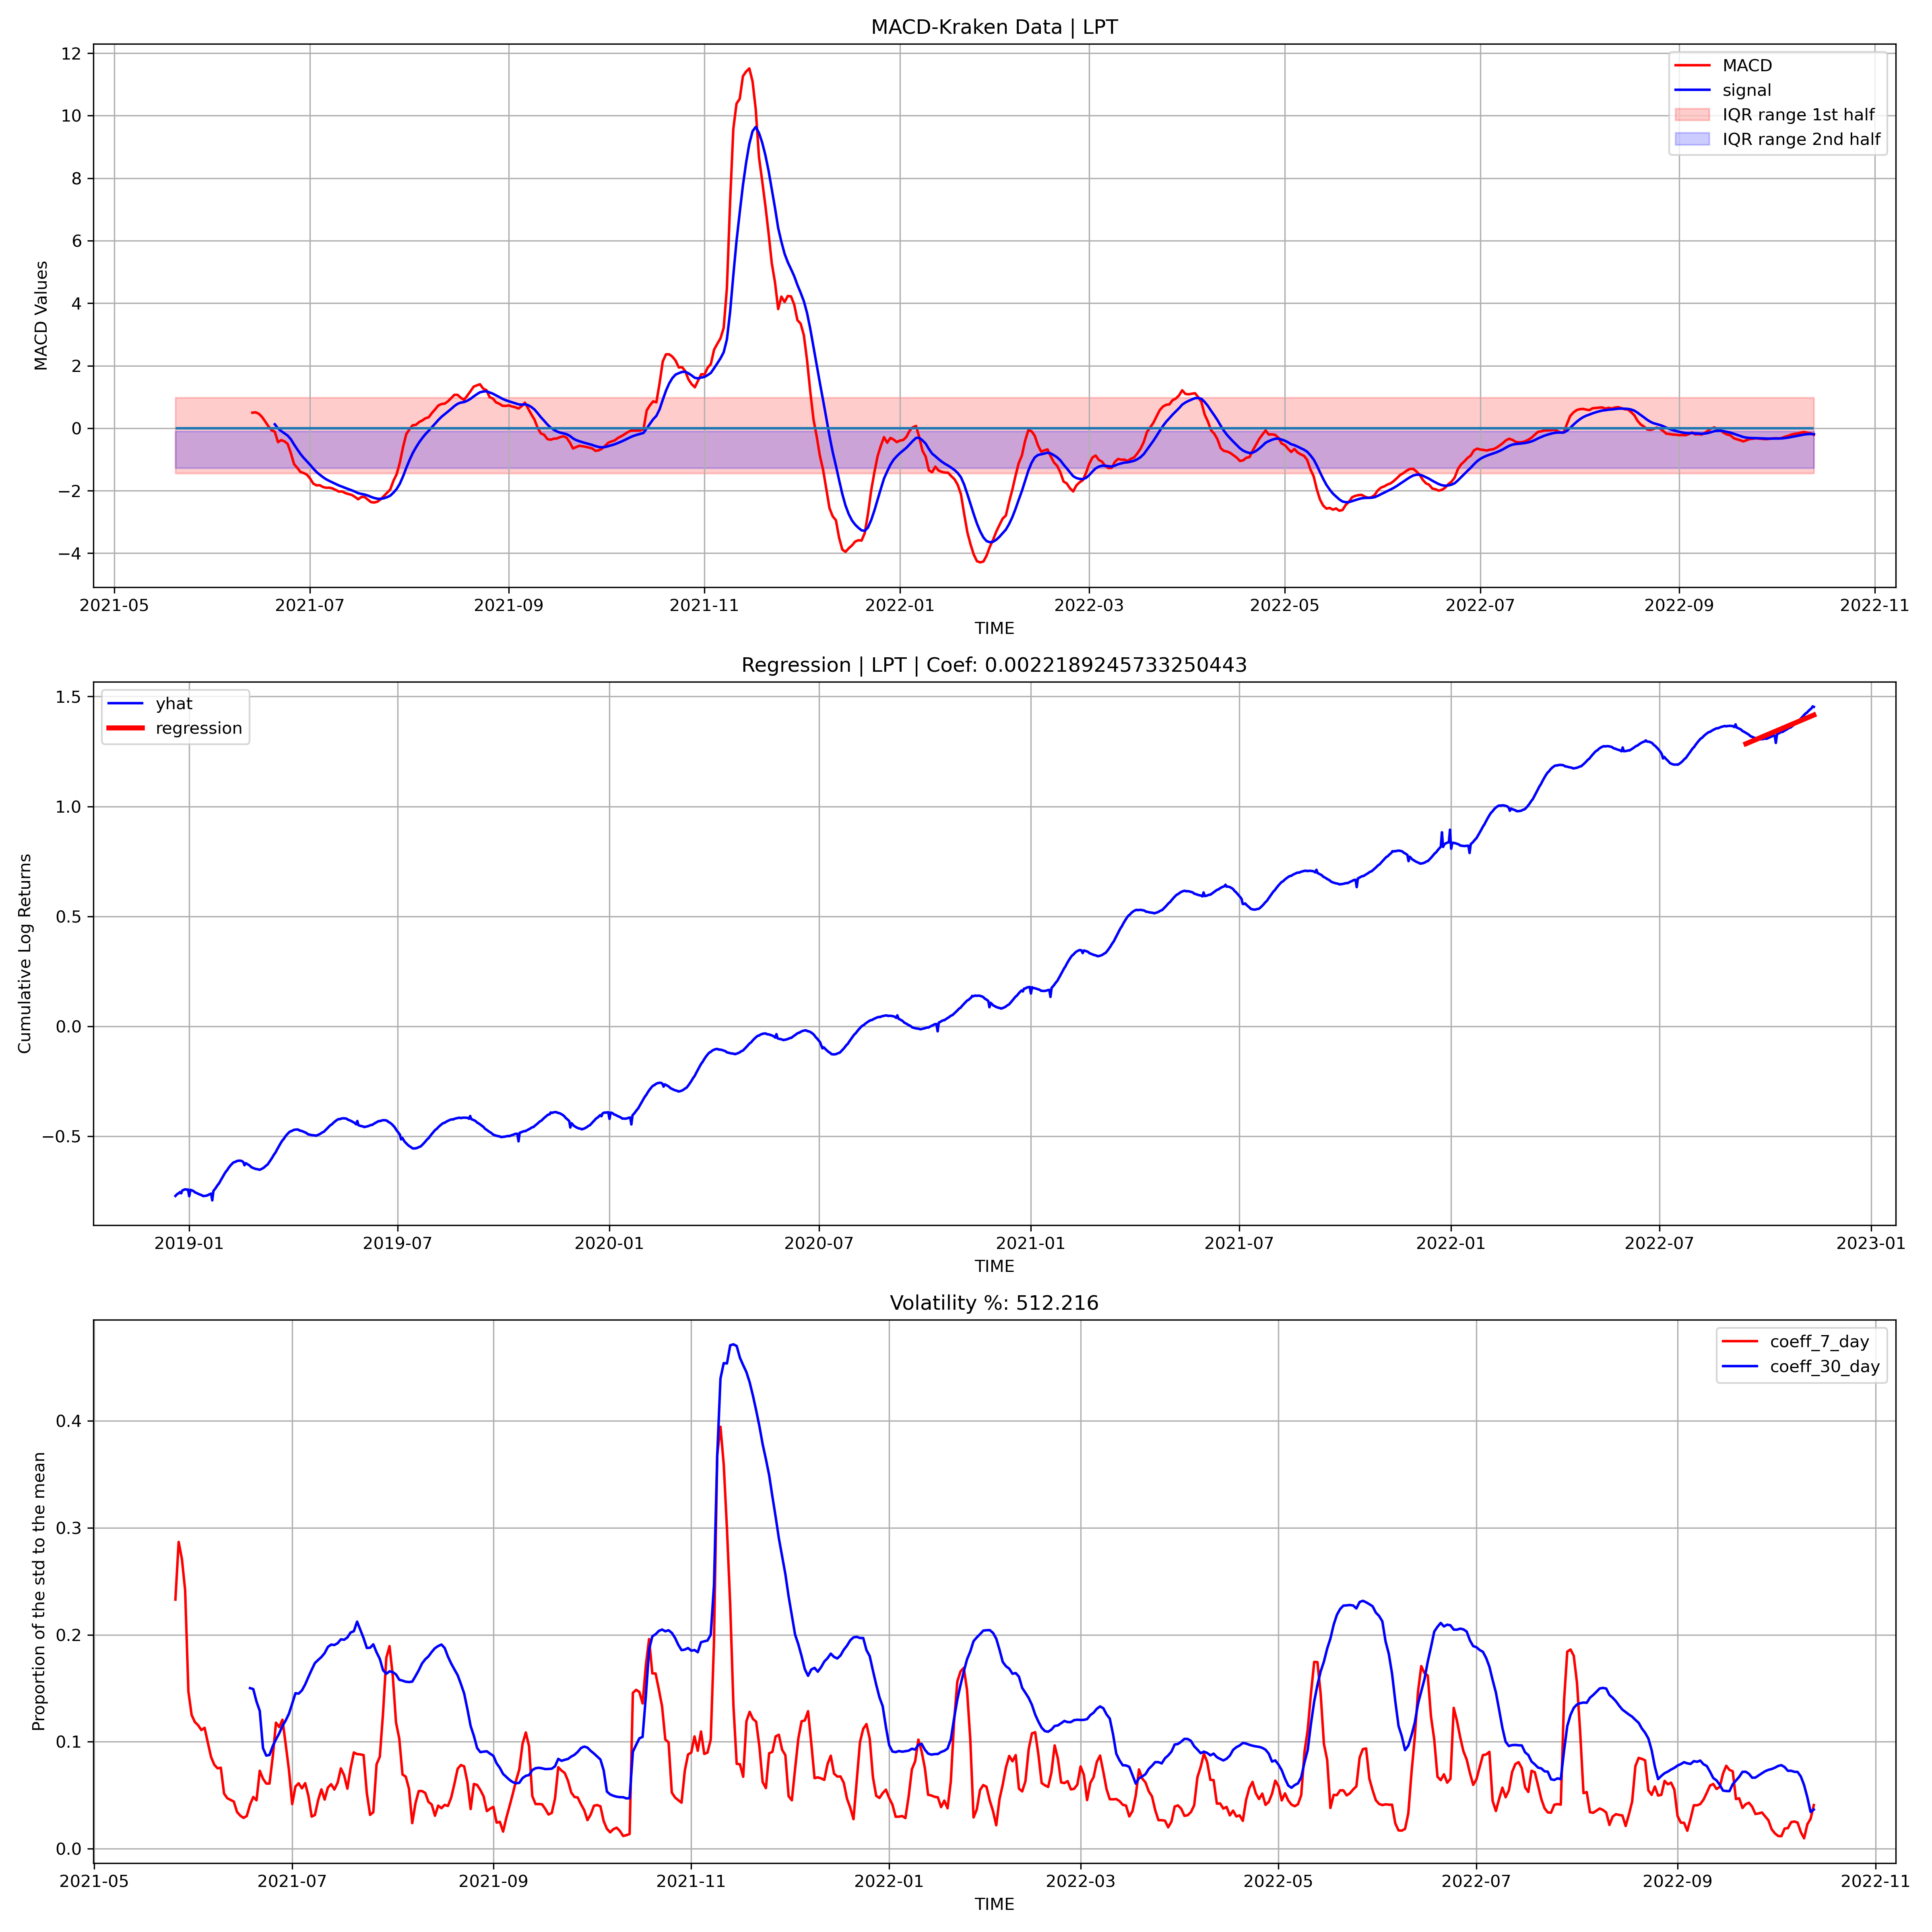 MACD-Kraken Data | LPT
MACD Values
12
10
8
6
4
2
0
−2
−4
MACD
signal
IQR range 1st half
IQR range 2nd half
2021-05
2021-07
2021-09
2021-11
2022-01
2022-03
2022-05
2022-07
2022-09
2022-11
TIME
Regression | LPT | Coef: 0.0022189245733250443
Cumulative Log Returns
1.5
1.0
0.5
0.0
−0.5
yhat
regression
2019-01
2019-07
2020-01
2020-07
2021-01
2021-07
2022-01
2022-07
2023-01
TIME
Volatility %: 512.216
Proportion of the std to the mean
0.4
0.3
0.2
0.1
0.0
coeff_7_day
coeff_30_day
2021-05
2021-07
2021-09
2021-11
2022-01
2022-03
2022-05
2022-07
2022-09
2022-11
TIME